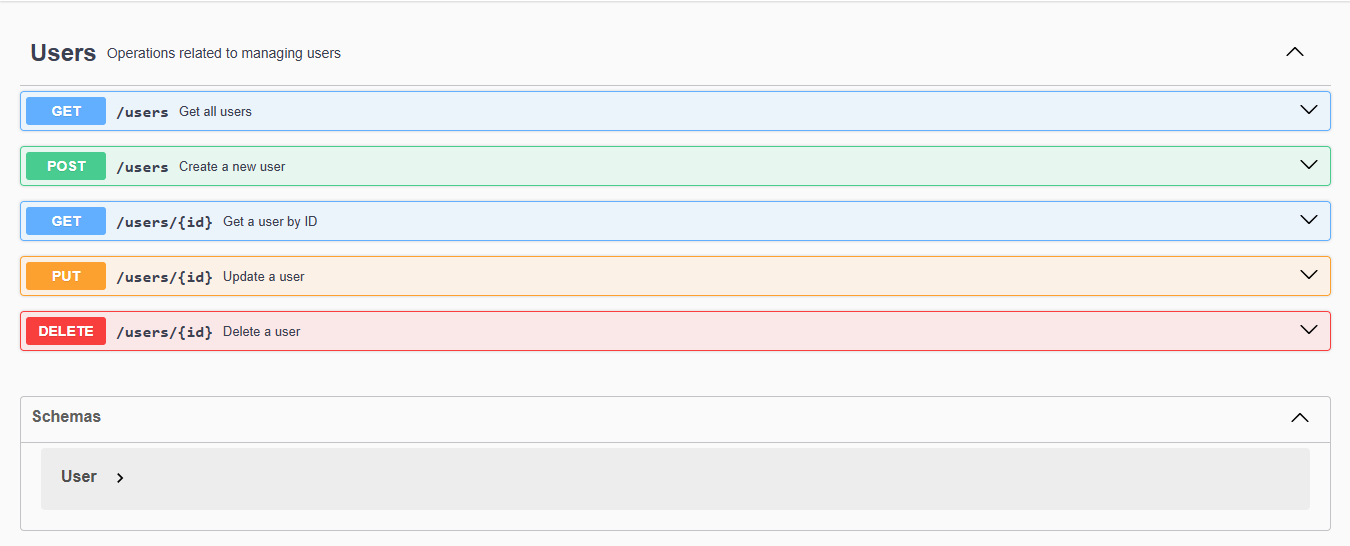 Users Operations related to managing users
GET /users Get all users
POST /users Create a new user
GET /users/{id} Get a user by ID
PUT /users/{id} Update a user
DELETE /users/{id} Delete a user
Schemas
User